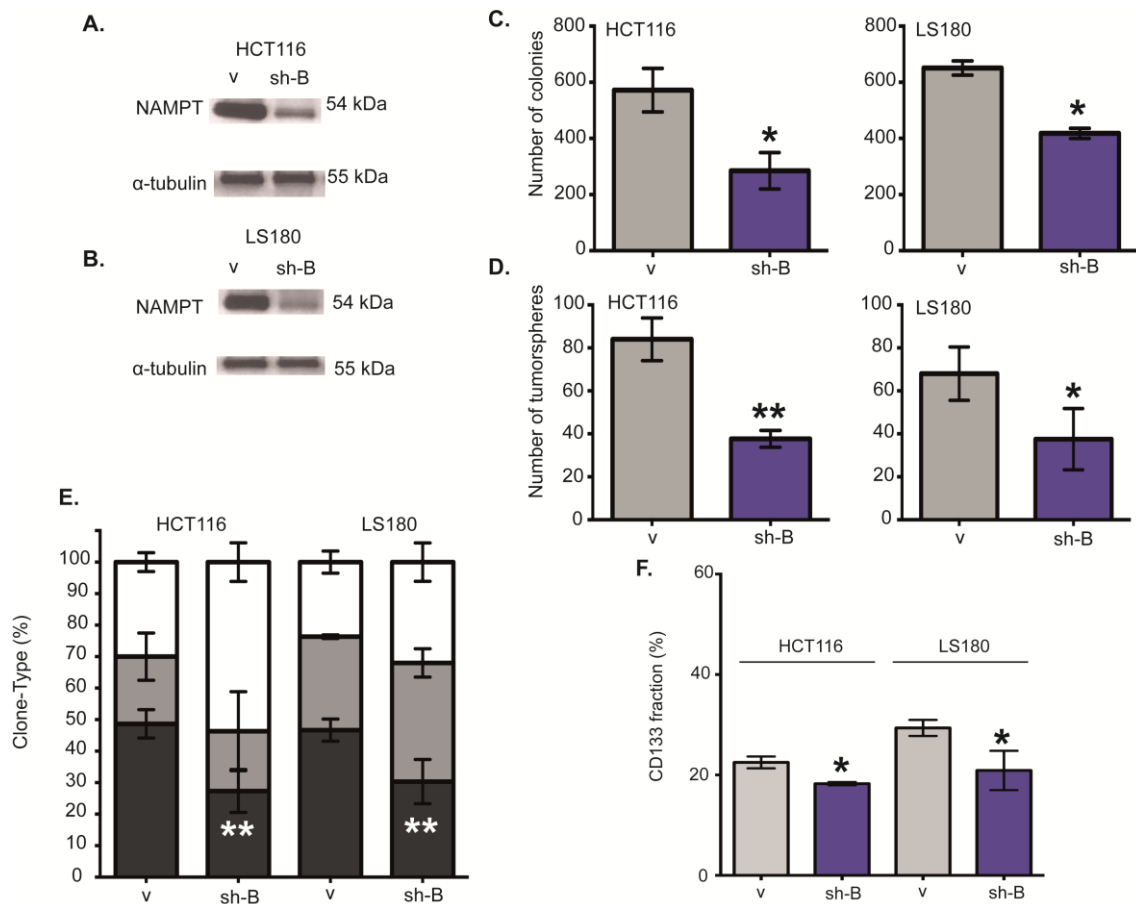 A.
HCT116
v sh-B
NAMPT 54 kDa
α-tubulin 55 kDa
B.
LS180
v sh-B
NAMPT 54 kDa
α-tubulin 55 kDa
C.
HCT116
Number of colonies
800
600
400
200
0
*
v sh-B
LS180
800
600
400
200
0
*
v sh-B
D.
HCT116
Number of tumorspheres
100
80
60
40
20
0
**
v sh-B
LS180
100
80
60
40
20
0
*
v sh-B
E.
HCT116 LS180
Clone-Type (%)
100
90
80
70
60
50
40
30
20
10
0
** **
v sh-B v sh-B
F.
CD133 fraction (%)
60
40
20
0
HCT116 LS180
* *
v sh-B v sh-B